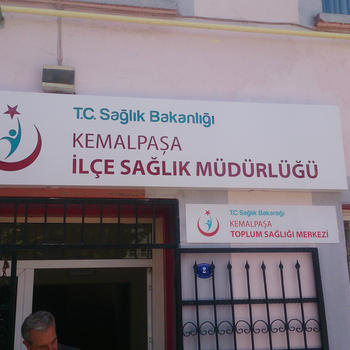 T.C. Sağlık Bakanlığı
KEMALPAŞA
İLÇE SAĞLIK MÜDÜRLÜĞÜ
T.C. Sağlık Bakanlığı
KEMALPAŞA
TOPLUM SAĞLIĞI MERKEZİ
2